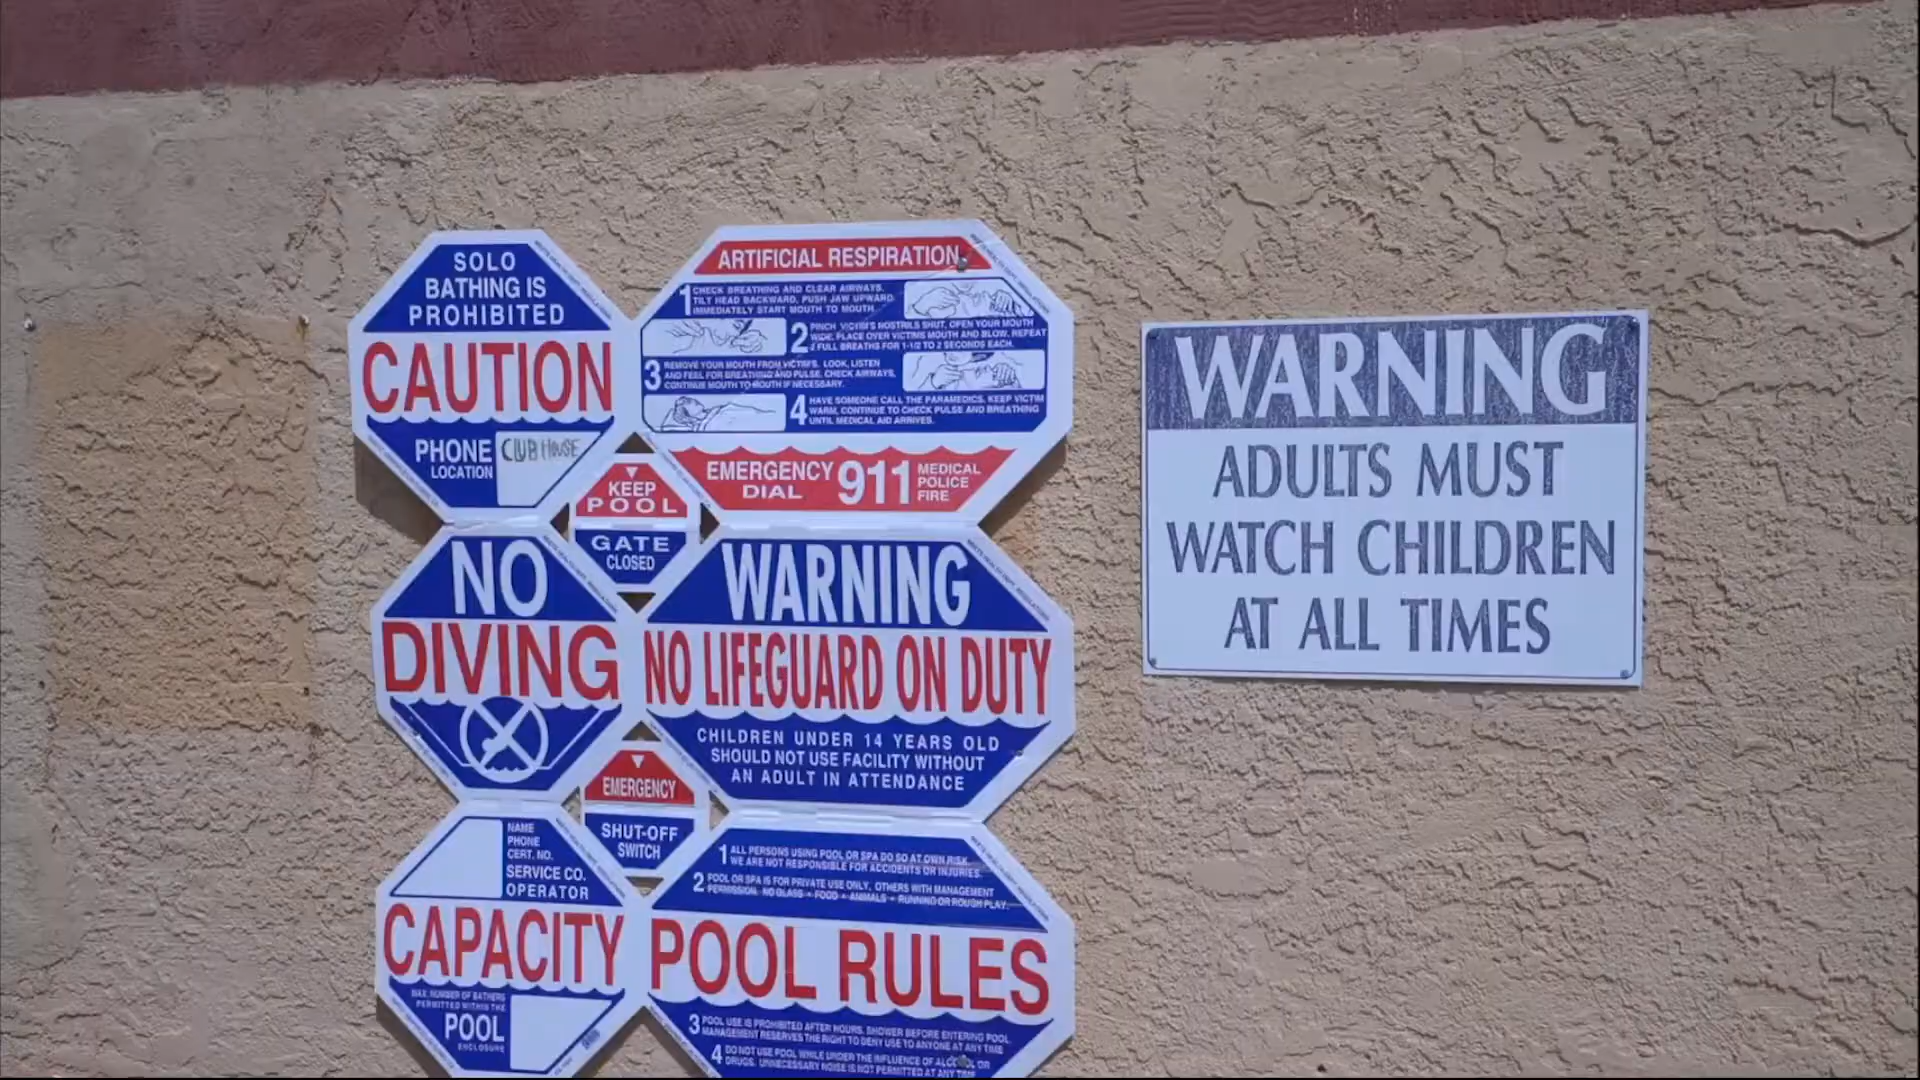 SOLO
BATHING IS
PROHIBITED
CAUTION
PHONE
LOCATION
CLUB HOUSE
ARTIFICIAL RESPIRATION
1 CHECK BREATHING AND CLEAR AIRWAYS.
TILT HEAD BACKWARD, PUSH JAW UPWARD.
IMMEDIATELY START MOUTH TO MOUTH.
2 PINCH VICTIM'S NOSTRILS SHUT, OPEN YOUR MOUTH
WIDE, PLACE OVER VICTIMS MOUTH AND BLOW. REPEAT
2 FULL BREATHS FOR 1-1/2 TO 2 SECONDS EACH.
3 REMOVE YOUR MOUTH FROM VICTIM'S. LOOK, LISTEN
AND FEEL FOR BREATHING AND PULSE. CHECK AIRWAYS,
CONTINUE MOUTH TO MOUTH IF NECESSARY.
4 HAVE SOMEONE CALL THE PARAMEDICS. KEEP VICTIM
WARM, CONTINUE TO CHECK PULSE AND BREATHING
UNTIL MEDICAL AID ARRIVES.
EMERGENCY
DIAL
911
MEDICAL
POLICE
FIRE
KEEP
POOL
GATE
CLOSED
NO
DIVING
WARNING
NO LIFEGUARD ON DUTY
CHILDREN UNDER 14 YEARS OLD
SHOULD NOT USE FACILITY WITHOUT
AN ADULT IN ATTENDANCE
EMERGENCY
SHUT-OFF
SWITCH
NAME
PHONE
CERT. NO.
SERVICE CO.
OPERATOR
CAPACITY
MAX. NUMBER OF BATHERS
PERMITTED WITHIN THE
POOL
ENCLOSURE
1 ALL PERSONS USING POOL OR SPA DO SO AT OWN RISK.
WE ARE NOT RESPONSIBLE FOR ACCIDENTS OR INJURIES.
2 POOL OR SPA IS FOR PRIVATE USE ONLY, OTHERS WITH MANAGEMENT
PERMISSION. NO GLASS • FOOD • ANIMALS • RUNNING OR ROUGH PLAY.
POOL RULES
3 POOL USE IS PROHIBITED AFTER HOURS. SHOWER BEFORE ENTERING POOL.
MANAGEMENT RESERVES THE RIGHT TO DENY USE TO ANYONE AT ANY TIME
4 DO NOT USE POOL WHILE UNDER THE INFLUENCE OF ALCOHOL OR
DRUGS. UNNECESSARY NOISE IS NOT PERMITTED AT ANY TIME
WARNING
ADULTS MUST
WATCH CHILDREN
AT ALL TIMES